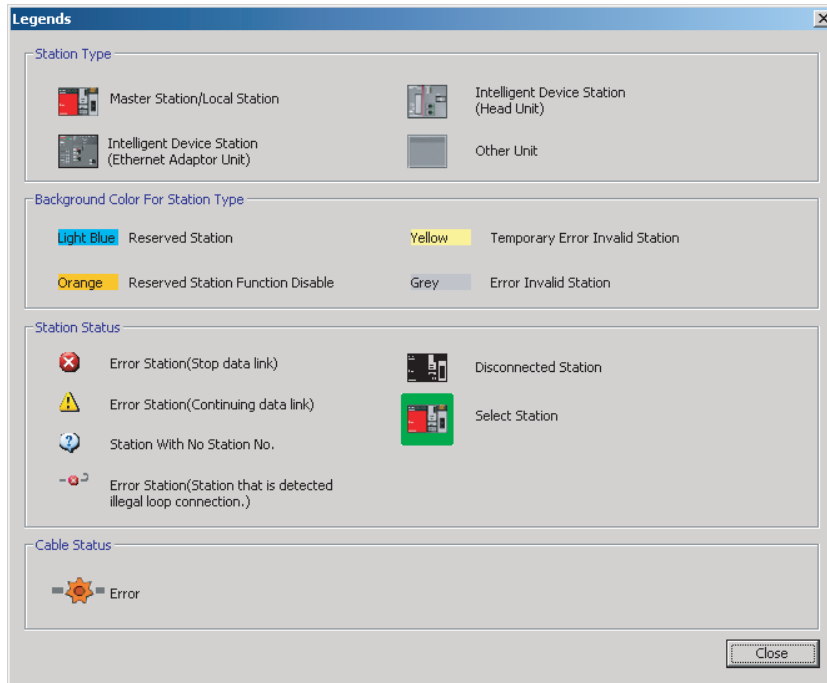 Legends
Station Type
Master Station/Local Station
Intelligent Device Station
(Head Unit)
Intelligent Device Station
(Ethernet Adaptor Unit)
Other Unit
Background Color For Station Type
Light Blue Reserved Station
Yellow Temporary Error Invalid Station
Orange Reserved Station Function Disable
Grey Error Invalid Station
Station Status
Error Station(Stop data link)
Disconnected Station
Error Station(Continuing data link)
Select Station
Station With No Station No.
Error Station(Station that is detected
illegal loop connection.)
Cable Status
Error
Close